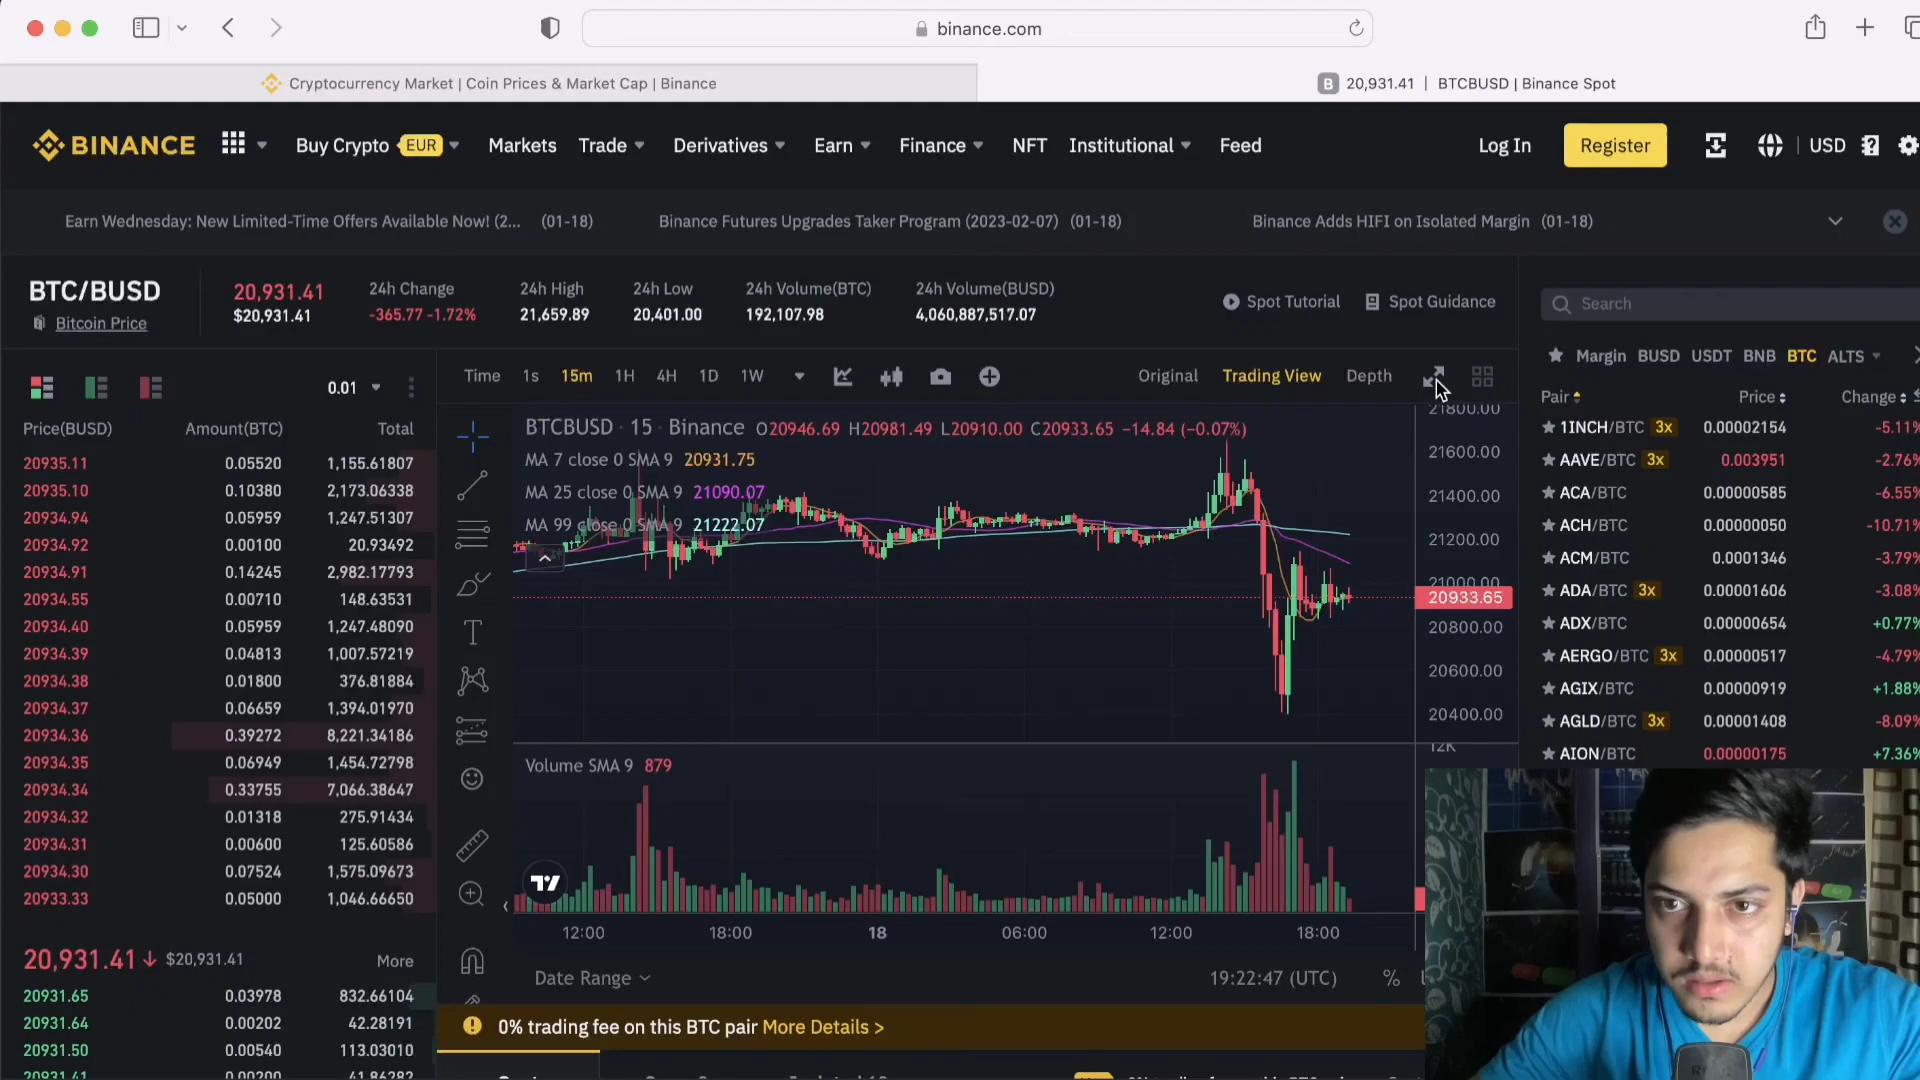 binance.com
Cryptocurrency Market | Coin Prices & Market Cap | Binance
B 20,931.41 | BTCBUSD | Binance Spot
BINANCE Buy Crypto EUR Markets Trade Derivatives Earn Finance NFT Institutional Feed Log In Register USD
Earn Wednesday: New Limited-Time Offers Available Now! (2... (01-18) Binance Futures Upgrades Taker Program (2023-02-07) (01-18) Binance Adds HIFI on Isolated Margin (01-18)
BTC/BUSD
Bitcoin Price
20,931.41
$20,931.41
24h Change
-365.77 -1.72%
24h High
21,659.89
24h Low
20,401.00
24h Volume(BTC)
192,107.98
24h Volume(BUSD)
4,060,887,517.07
Spot Tutorial Spot Guidance
0.01
Price(BUSD) Amount(BTC) Total
20935.11 0.05520 1,155.61807
20935.10 0.10380 2,173.06338
20934.94 0.05959 1,247.51307
20934.92 0.00100 20.93492
20934.91 0.14245 2,982.17793
20934.55 0.00710 148.63531
20934.40 0.05959 1,247.48090
20934.39 0.04813 1,007.57219
20934.38 0.01800 376.81884
20934.37 0.06659 1,394.01970
20934.36 0.39272 8,221.34186
20934.35 0.06949 1,454.72798
20934.34 0.33755 7,066.38647
20934.32 0.01318 275.91434
20934.31 0.00600 125.60586
20934.30 0.07524 1,575.09673
20933.33 0.05000 1,046.66650
20,931.41 $20,931.41 More
20931.65 0.03978 832.66104
20931.64 0.00202 42.28191
20931.50 0.00540 113.03010
20931.41 0.00200 41.86282
Time 1s 15m 1H 4H 1D 1W Original Trading View Depth
BTCBUSD · 15 · Binance O20946.69 H20981.49 L20910.00 C20933.65 -14.84 (-0.07%)
MA 7 close 0 SMA 9 20931.75
MA 25 close 0 SMA 9 21090.07
MA 99 close 0 SMA 9 21222.07
21800.00
21600.00
21400.00
21200.00
21000.00
20933.65
20800.00
20600.00
20400.00
12K
Volume SMA 9 879
12:00 18:00 18 06:00 12:00 18:00
Date Range 19:22:47 (UTC) %
0% trading fee on this BTC pair More Details >
Search
Margin BUSD USDT BNB BTC ALTS
Pair Price Change
1INCH/BTC 3x 0.00002154 -5.11%
AAVE/BTC 3x 0.003951 -2.76%
ACA/BTC 0.00000585 -6.55%
ACH/BTC 0.00000050 -10.71%
ACM/BTC 0.0001346 -3.79%
ADA/BTC 3x 0.00001606 -3.08%
ADX/BTC 0.00000654 +0.77%
AERGO/BTC 3x 0.00000517 -4.79%
AGIX/BTC 0.00000919 +1.88%
AGLD/BTC 3x 0.00001408 -8.09%
AION/BTC 0.00000175 +7.36%